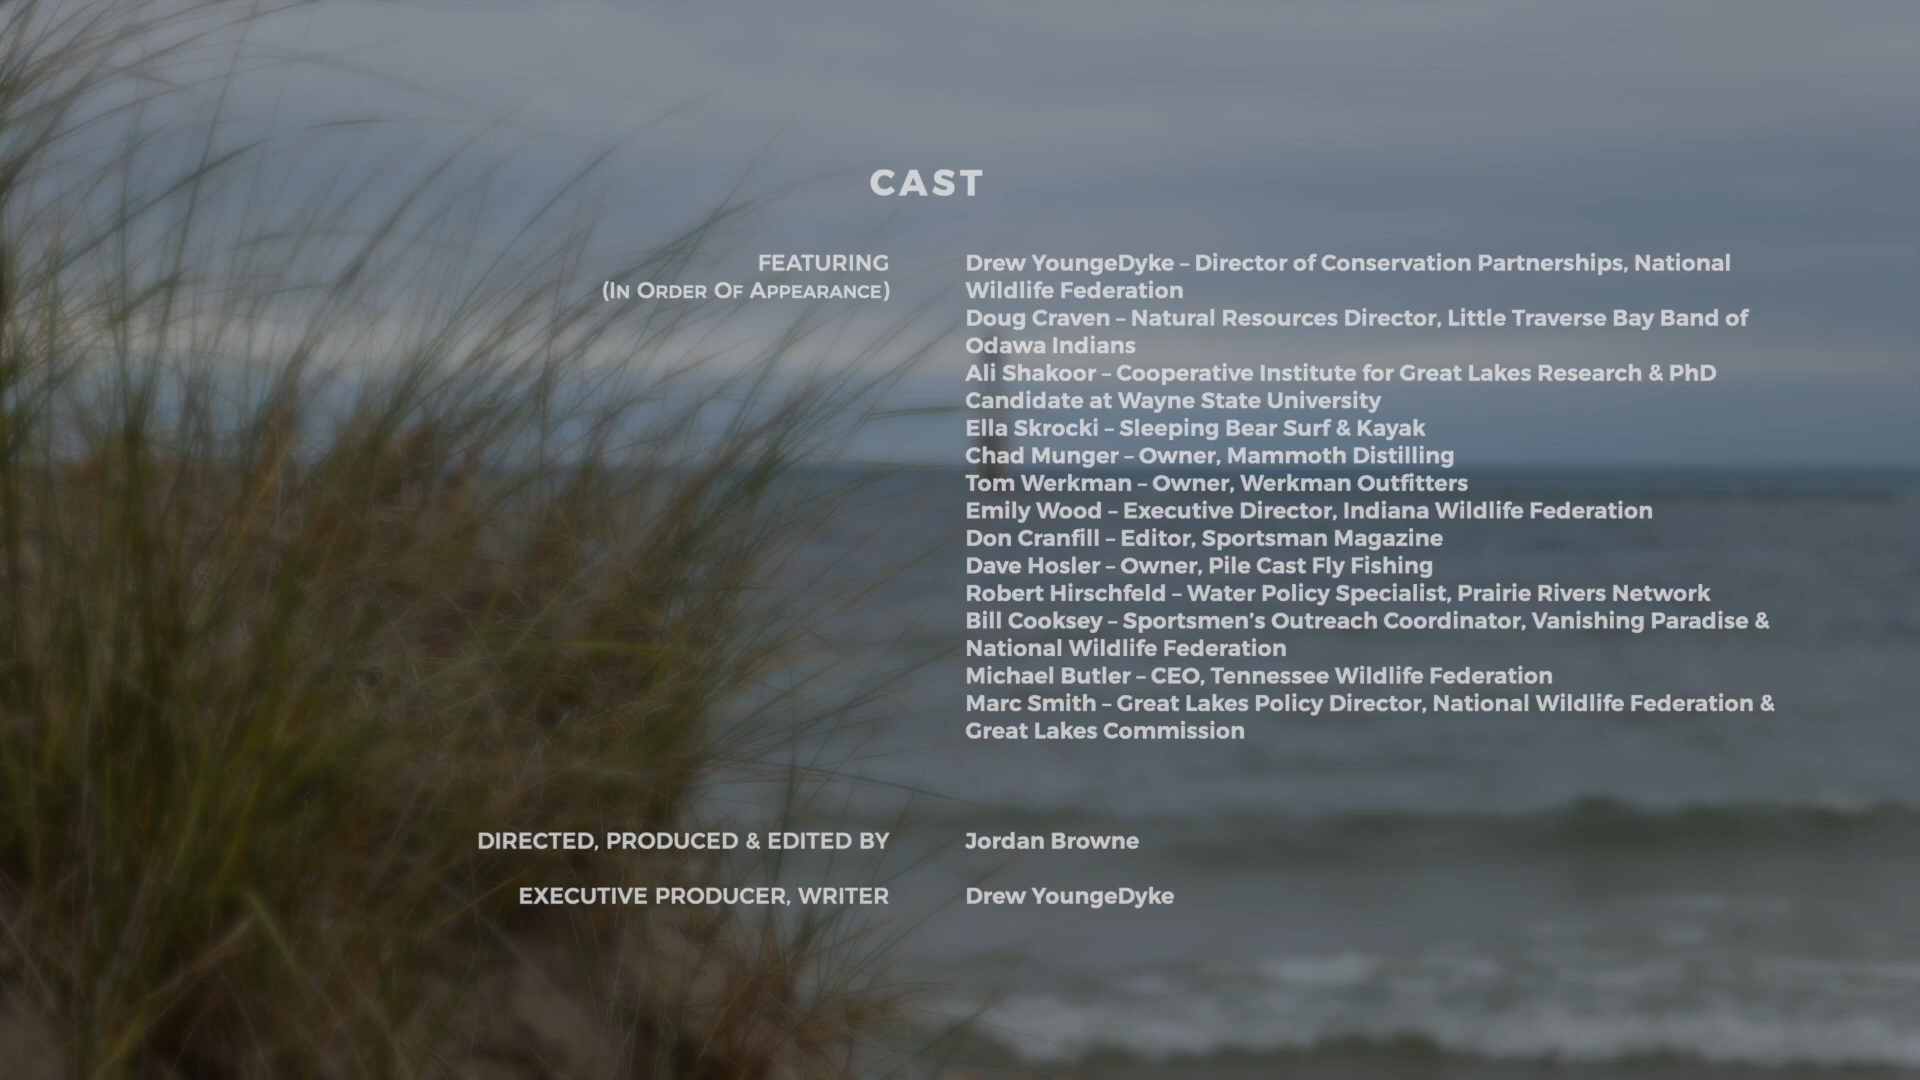 CAST
FEATURING
(IN ORDER OF APPEARANCE)
Drew YoungeDyke – Director of Conservation Partnerships, National
Wildlife Federation
Doug Craven – Natural Resources Director, Little Traverse Bay Band of
Odawa Indians
Ali Shakoor – Cooperative Institute for Great Lakes Research & PhD
Candidate at Wayne State University
Ella Skrocki – Sleeping Bear Surf & Kayak
Chad Munger – Owner, Mammoth Distilling
Tom Werkman – Owner, Werkman Outfitters
Emily Wood – Executive Director, Indiana Wildlife Federation
Don Cranfill – Editor, Sportsman Magazine
Dave Hosler – Owner, Pile Cast Fly Fishing
Robert Hirschfeld – Water Policy Specialist, Prairie Rivers Network
Bill Cooksey – Sportsmen’s Outreach Coordinator, Vanishing Paradise &
National Wildlife Federation
Michael Butler – CEO, Tennessee Wildlife Federation
Marc Smith – Great Lakes Policy Director, National Wildlife Federation &
Great Lakes Commission
DIRECTED, PRODUCED & EDITED BY Jordan Browne
EXECUTIVE PRODUCER, WRITER Drew YoungeDyke